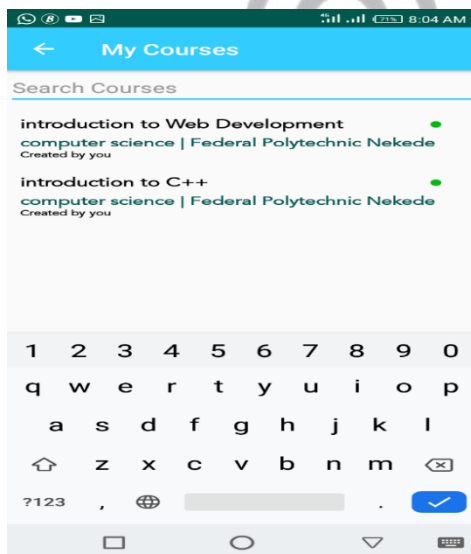 71% 8:04 AM
My Courses
Search Courses
introduction to Web Development
computer science | Federal Polytechnic Nekede
Created by you
introduction to C++
computer science | Federal Polytechnic Nekede
Created by you
1 2 3 4 5 6 7 8 9 0
q w e r t y u i o p
a s d f g h j k l
z x c v b n m
?123 , .